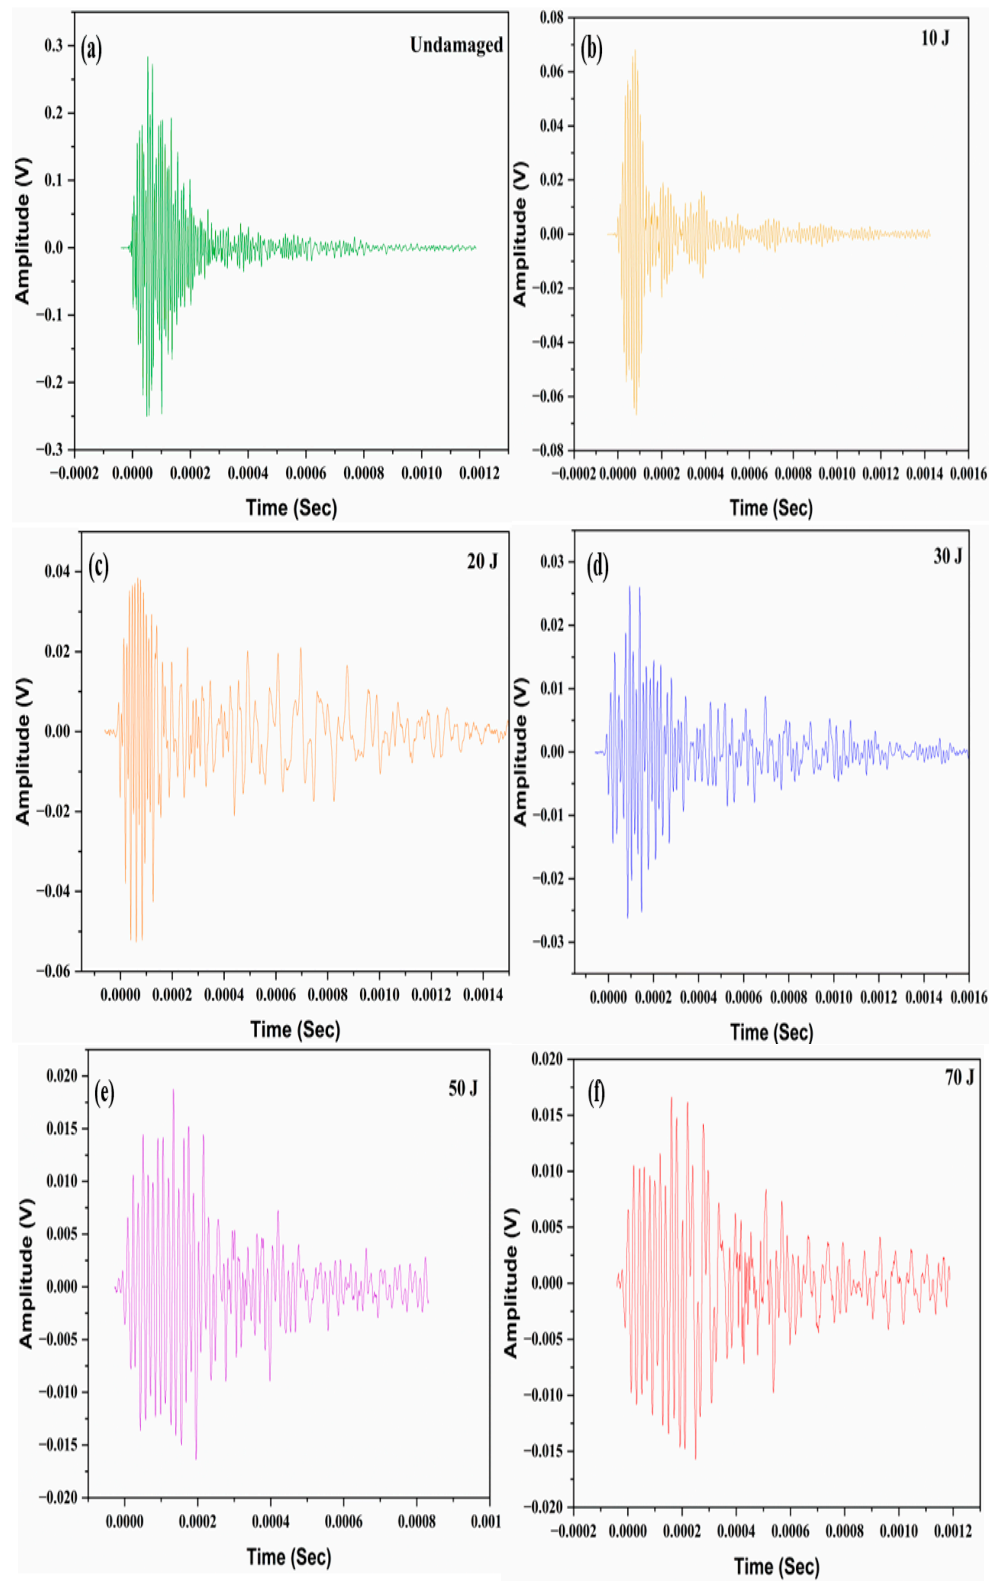 (a)
Undamaged
0.3
0.2
0.1
0.0
−0.1
−0.2
−0.3
Amplitude (V)
−0.0002 0.0000 0.0002 0.0004 0.0006 0.0008 0.0010 0.0012
Time (Sec)
(b)
10 J
0.08
0.06
0.04
0.02
0.00
−0.02
−0.04
−0.06
−0.08
Amplitude (V)
−0.0002 0.0000 0.0002 0.0004 0.0006 0.0008 0.0010 0.0012 0.0014 0.0016
Time (Sec)
(c)
20 J
0.04
0.02
0.00
−0.02
−0.04
−0.06
Amplitude (V)
0.0000 0.0002 0.0004 0.0006 0.0008 0.0010 0.0012 0.0014
Time (Sec)
(d)
30 J
0.03
0.02
0.01
0.00
−0.01
−0.02
−0.03
Amplitude (V)
0.0000 0.0002 0.0004 0.0006 0.0008 0.0010 0.0012 0.0014 0.0016
Time (Sec)
(e)
50 J
0.020
0.015
0.010
0.005
0.000
−0.005
−0.010
−0.015
−0.020
Amplitude (V)
0.0000 0.0002 0.0004 0.0006 0.0008 0.001
Time (Sec)
(f)
70 J
0.020
0.015
0.010
0.005
0.000
−0.005
−0.010
−0.015
−0.020
Amplitude (V)
−0.0002 0.0000 0.0002 0.0004 0.0006 0.0008 0.0010 0.0012
Time (Sec)